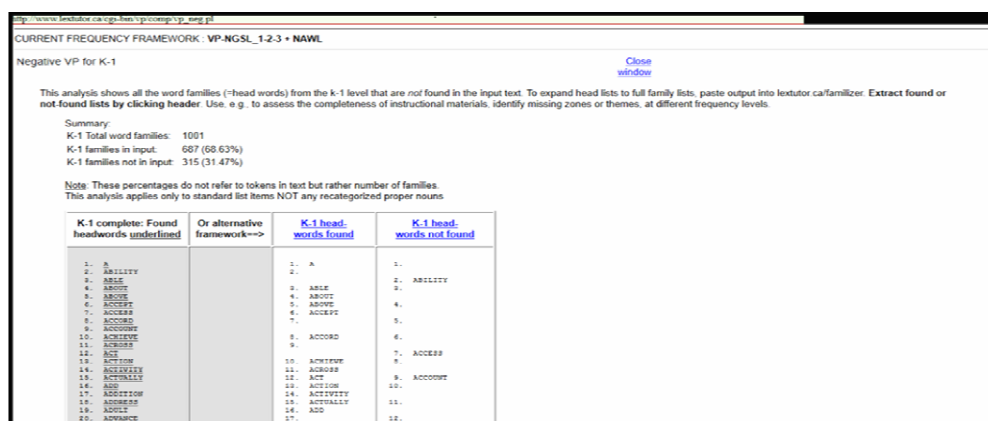 http://www.lextutor.ca/cgi-bin/vp/comp/vp_neg.pl
CURRENT FREQUENCY FRAMEWORK : VP-NGSL_1-2-3 + NAWL
Negative VP for K-1
Close
window
This analysis shows all the word families (=head words) from the k-1 level that are not found in the input text. To expand head lists to full family lists, paste output into lextutor.ca/familizer. Extract found or
not-found lists by clicking header. Use, e.g., to assess the completeness of instructional materials, identify missing zones or themes, at different frequency levels.
Summary:
K-1 Total word families: 1001
K-1 families in input: 687 (68.63%)
K-1 families not in input: 315 (31.47%)
Note: These percentages do not refer to tokens in text but rather number of families.
This analysis applies only to standard list items NOT any recategorized proper nouns
K-1 complete: Found
headwords underlined
Or alternative
framework==>
K-1 head-
words found
K-1 head-
words not found
1. A
2. ABILITY
3. ABLE
4. ABOUT
5. ABOVE
6. ACCEPT
7. ACCESS
8. ACCORD
9. ACCOUNT
10. ACHIEVE
11. ACROSS
12. ACT
13. ACTION
14. ACTIVITY
15. ACTUALLY
16. ADD
17. ADDITION
18. ADDRESS
19. ADULT
20. ADVANCE
1. A
2.
3. ABLE
4. ABOUT
5. ABOVE
6. ACCEPT
7.
8. ACCORD
9.
10. ACHIEVE
11. ACROSS
12. ACT
13. ACTION
14. ACTIVITY
15. ACTUALLY
16. ADD
17.
1.
2. ABILITY
3.
4.
5.
6.
7. ACCESS
8.
9. ACCOUNT
10.
11.
12.